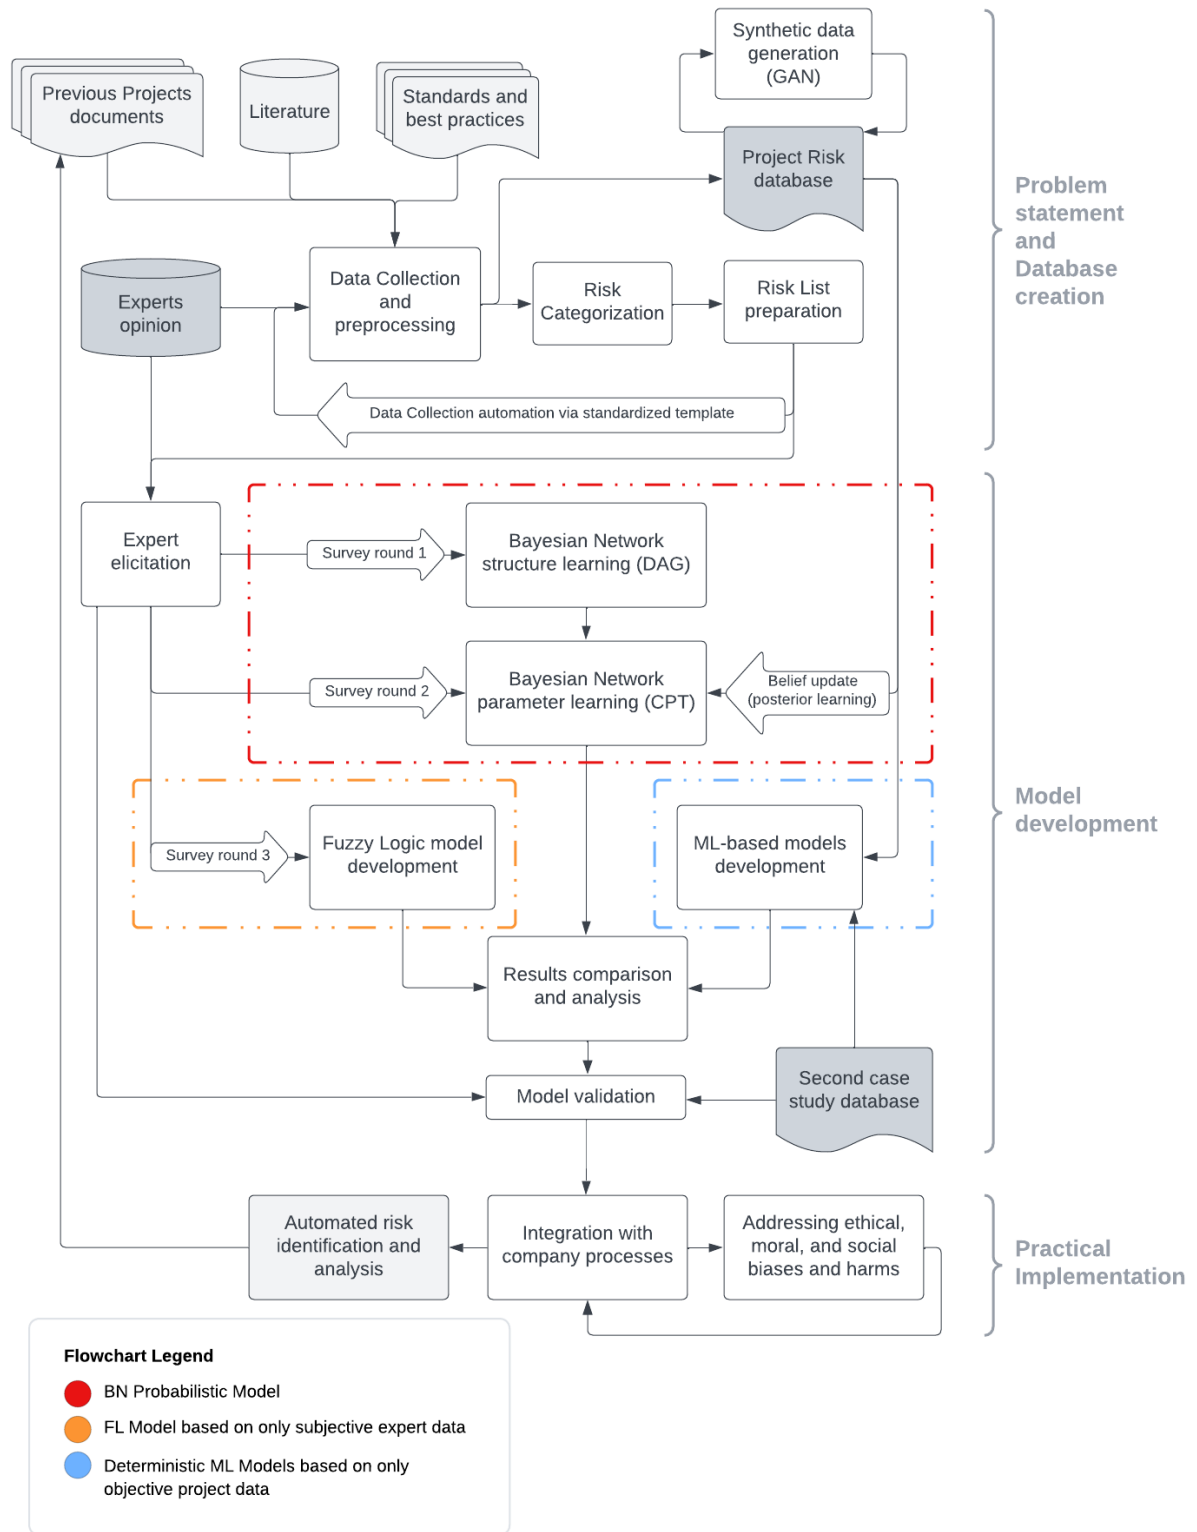 Synthetic data
generation
(GAN)
Previous Projects
documents
Literature
Standards and
best practices
Project Risk
database
Problem
statement
and
Database
creation
Experts
opinion
Data Collection
and
preprocessing
Risk
Categorization
Risk List
preparation
Data Collection automation via standardized template
Expert
elicitation
Survey round 1
Bayesian Network
structure learning (DAG)
Survey round 2
Bayesian Network
parameter learning (CPT)
Belief update
(posterior learning)
Model
development
Survey round 3
Fuzzy Logic model
development
ML-based models
development
Results comparison
and analysis
Second case
study database
Model validation
Automated risk
identification and
analysis
Integration with
company processes
Addressing ethical,
moral, and social
biases and harms
Practical
Implementation
Flowchart Legend
BN Probabilistic Model
FL Model based on only subjective expert data
Deterministic ML Models based on only
objective project data